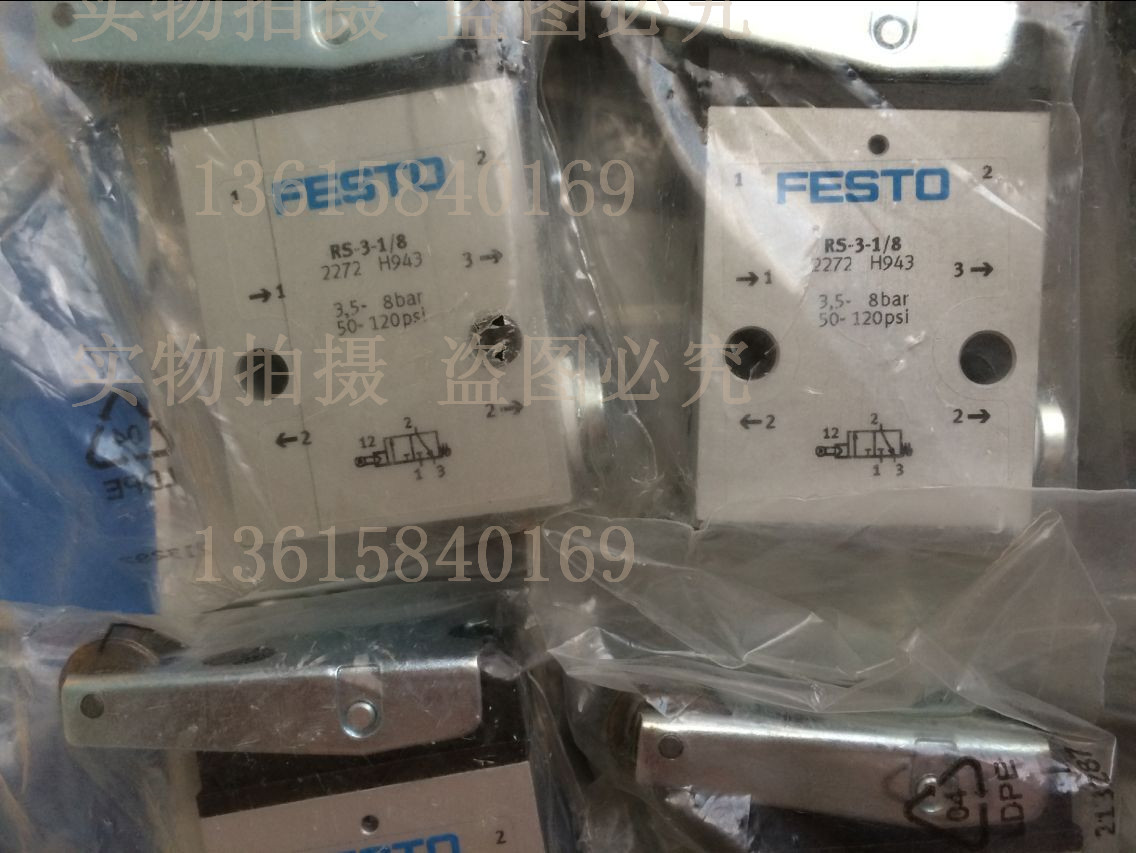 实物拍摄 盗图必究
1 FESTO 2
RS-3-1/8
2272 H943
3→
→1
3,5- 8bar
50-120psi
2→
←2
12 2
1 3
1 FESTO 2
RS-3-1/8
2272 H943
3→
→1
3,5- 8bar
50-120psi
2→
←2
12 2
1 3
13615840169
实物拍摄 盗图必究
13615840169
LDPE
FESTO 2
04
LDPE